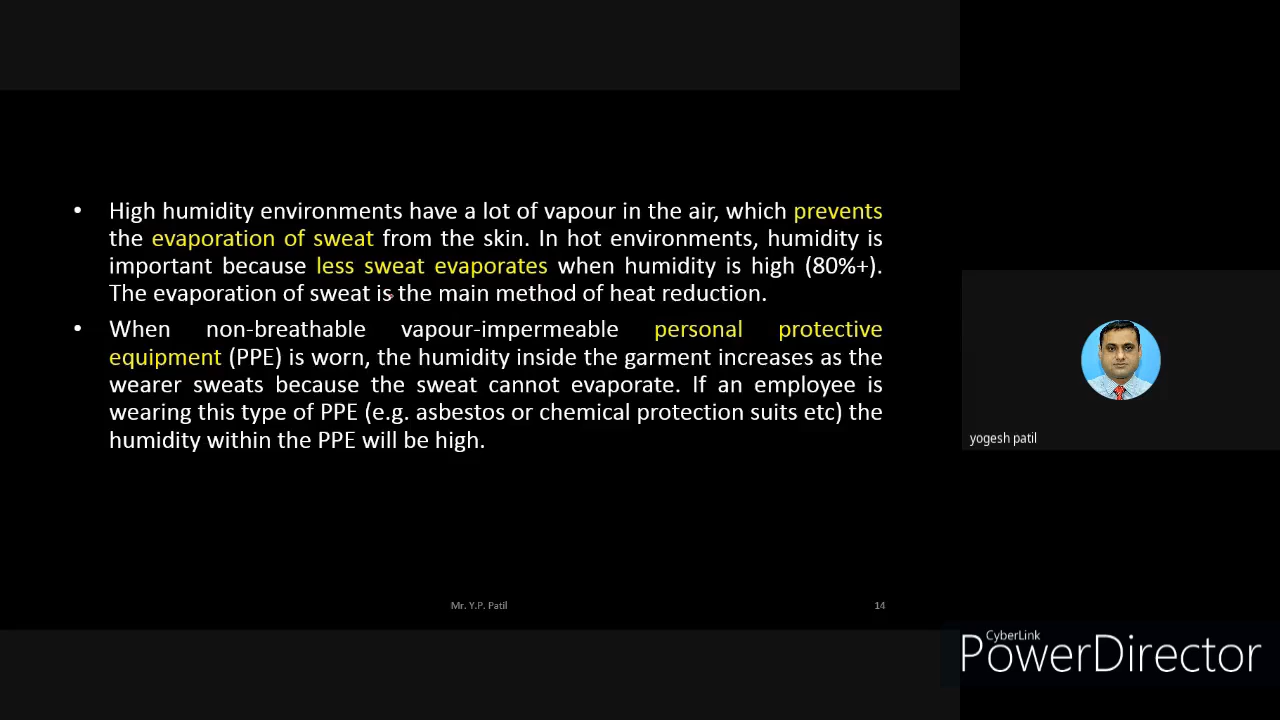 • High humidity environments have a lot of vapour in the air, which prevents
the evaporation of sweat from the skin. In hot environments, humidity is
important because less sweat evaporates when humidity is high (80%+).
The evaporation of sweat is the main method of heat reduction.
• When non-breathable vapour-impermeable personal protective
equipment (PPE) is worn, the humidity inside the garment increases as the
wearer sweats because the sweat cannot evaporate. If an employee is
wearing this type of PPE (e.g. asbestos or chemical protection suits etc) the
humidity within the PPE will be high.
yogesh patil
Mr. Y.P. Patil
14
CyberLink
PowerDirector